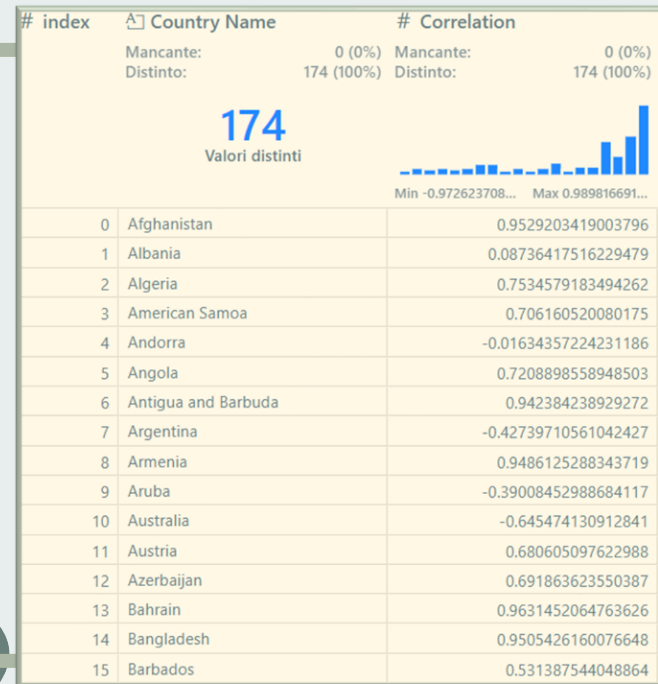 # index Country Name # Correlation
Mancante: 0 (0%) Mancante: 0 (0%)
Distinto: 174 (100%) Distinto: 174 (100%)
174
Valori distinti
Min -0.972623708... Max 0.989816691...
0 Afghanistan 0.9529203419003796
1 Albania 0.08736417516229479
2 Algeria 0.7534579183494262
3 American Samoa 0.706160520080175
4 Andorra -0.01634357224231186
5 Angola 0.7208898558948503
6 Antigua and Barbuda 0.942384238929272
7 Argentina -0.42739710561042427
8 Armenia 0.9486125288343719
9 Aruba -0.39008452988684117
10 Australia -0.645474130912841
11 Austria 0.680605097622988
12 Azerbaijan 0.691863623550387
13 Bahrain 0.9631452064763626
14 Bangladesh 0.9505426160076648
15 Barbados 0.531387544048864